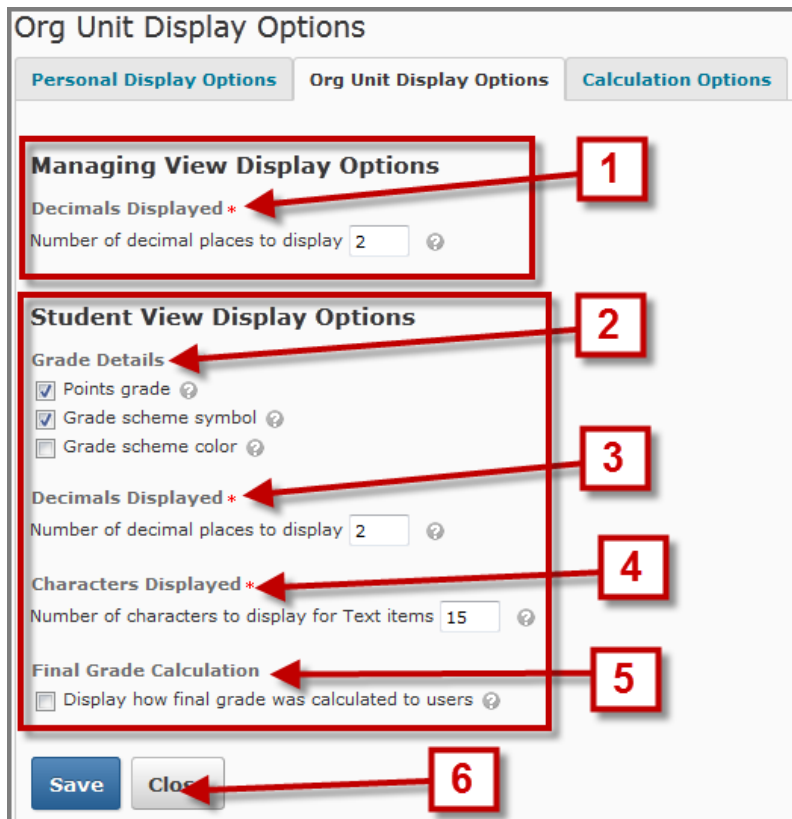 Org Unit Display Options
Personal Display Options Org Unit Display Options Calculation Options
Managing View Display Options
1
Decimals Displayed *
Number of decimal places to display 2 ?
Student View Display Options
2
Grade Details
Points grade ?
Grade scheme symbol ?
Grade scheme color ?
3
Decimals Displayed *
Number of decimal places to display 2 ?
4
Characters Displayed *
Number of characters to display for Text items 15 ?
Final Grade Calculation
5
Display how final grade was calculated to users ?
Save Clos 6